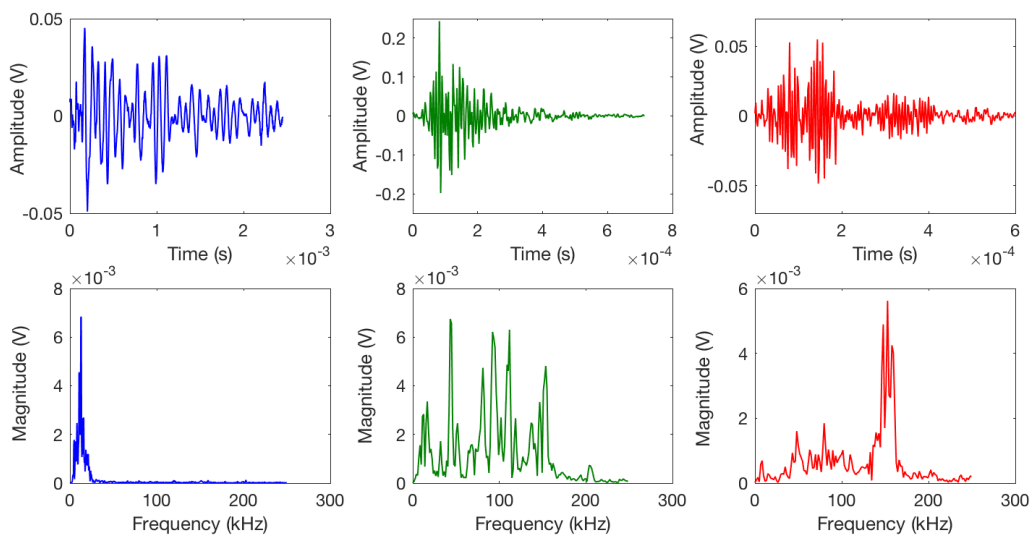 0.05
0
-0.05
Amplitude (V)
0 1 2 3
Time (s)
×10⁻³
0.2
0.1
0
-0.1
-0.2
Amplitude (V)
0 2 4 6 8
Time (s)
×10⁻⁴
0.05
0
-0.05
Amplitude (V)
0 2 4 6
Time (s)
×10⁻⁴
×10⁻³
8
6
4
2
0
Magnitude (V)
0 100 200 300
Frequency (kHz)
×10⁻³
8
6
4
2
0
Magnitude (V)
0 100 200 300
Frequency (kHz)
×10⁻³
6
4
2
0
Magnitude (V)
0 100 200 300
Frequency (kHz)